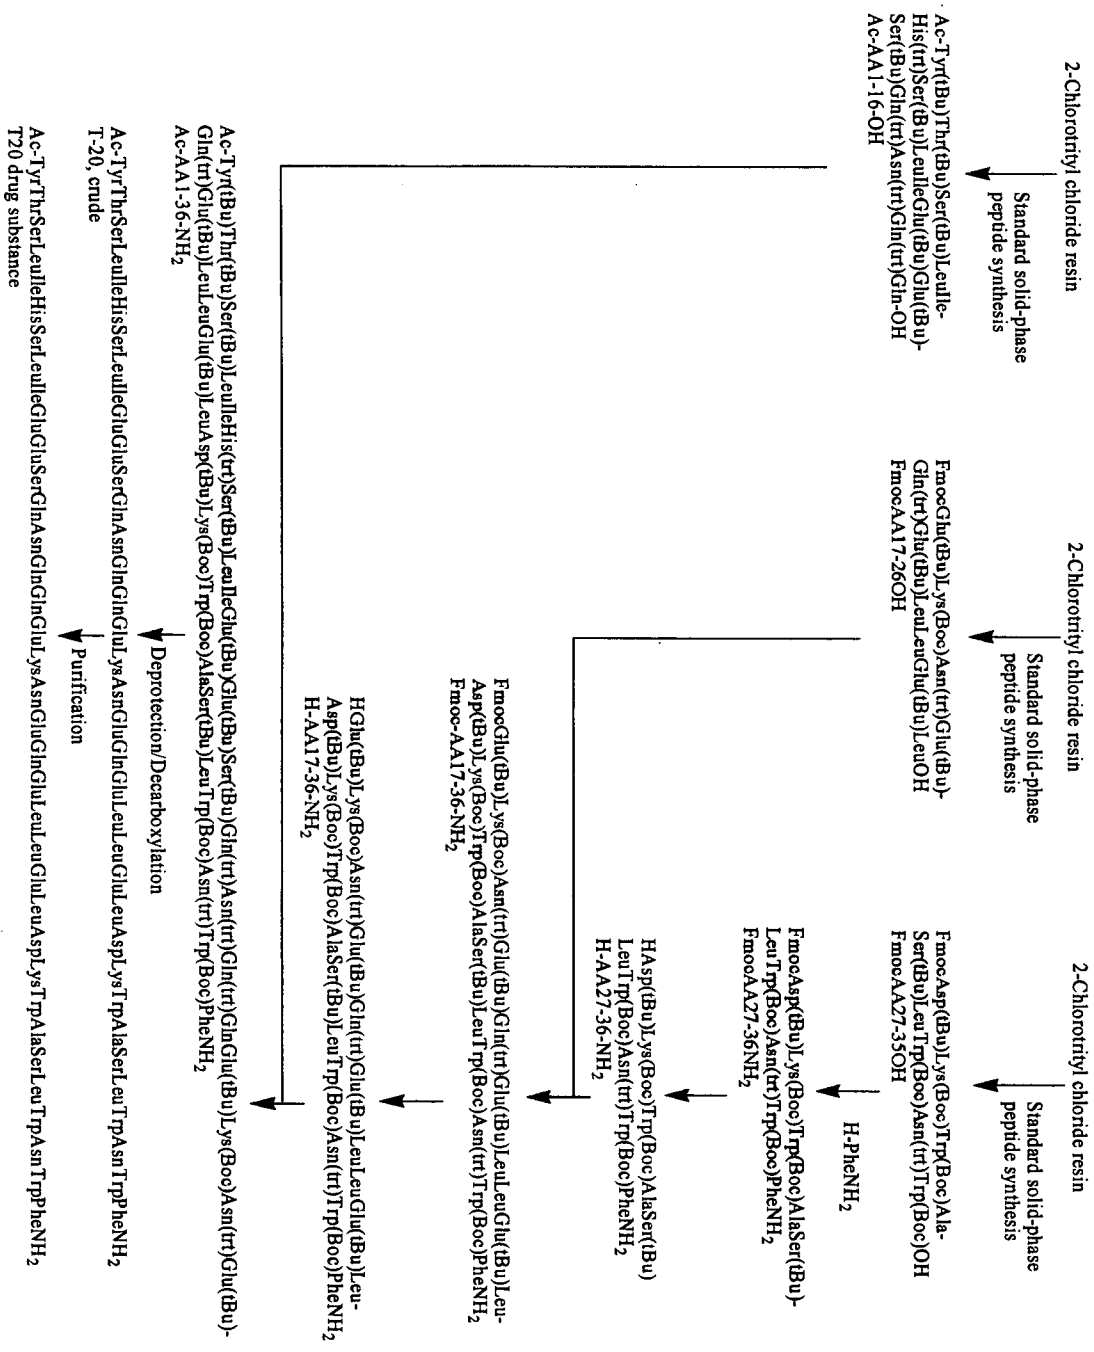 2-Chlorotrityl chloride resin
Standard solid-phase
peptide synthesis
Ac-Tyr(tBu)Thr(tBu)Ser(tBu)LeuIle-
His(trt)Ser(tBu)LeuIleGlu(tBu)Glu(tBu)-
Ser(tBu)Gln(trt)Asn(trt)Gln(trt)Gln-OH
Ac-AA1-16-OH
2-Chlorotrityl chloride resin
Standard solid-phase
peptide synthesis
FmocGlu(tBu)Lys(Boc)Asn(trt)Glu(tBu)-
Gln(trt)Glu(tBu)LeuLeuGlu(tBu)LeuOH
FmocAA17-26OH
2-Chlorotrityl chloride resin
Standard solid-phase
peptide synthesis
FmocAsp(tBu)Lys(Boc)Trp(Boc)Ala-
Ser(tBu)LeuTrp(Boc)Asn(trt)Trp(Boc)OH
FmocAA27-35OH
H-PheNH2
FmocAsp(tBu)Lys(Boc)Trp(Boc)AlaSer(tBu)-
LeuTrp(Boc)Asn(trt)Trp(Boc)PheNH2
FmocAA27-36NH2
HAsp(tBu)Lys(Boc)Trp(Boc)AlaSer(tBu)
LeuTrp(Boc)Asn(trt)Trp(Boc)PheNH2
H-AA27-36-NH2
FmocGlu(tBu)Lys(Boc)Asn(trt)Glu(tBu)Gln(trt)Glu(tBu)LeuLeuGlu(tBu)Leu-
Asp(tBu)Lys(Boc)Trp(Boc)AlaSer(tBu)LeuTrp(Boc)Asn(trt)Trp(Boc)PheNH2
Fmoc-AA17-36-NH2
HGlu(tBu)Lys(Boc)Asn(trt)Glu(tBu)Gln(trt)Glu(tBu)LeuLeuGlu(tBu)Leu-
Asp(tBu)Lys(Boc)Trp(Boc)AlaSer(tBu)LeuTrp(Boc)Asn(trt)Trp(Boc)PheNH2
H-AA17-36-NH2
Ac-Tyr(tBu)Thr(tBu)Ser(tBu)LeuIleHis(trt)Ser(tBu)LeuIleGlu(tBu)Glu(tBu)Ser(tBu)Gln(trt)Asn(trt)Gln(trt)GlnGlu(tBu)Lys(Boc)Asn(trt)Glu(tBu)-
Gln(trt)Glu(tBu)LeuLeuGlu(tBu)LeuAsp(tBu)Lys(Boc)Trp(Boc)AlaSer(tBu)LeuTrp(Boc)Asn(trt)Trp(Boc)PheNH2
Ac-AA1-36-NH2
Deprotection/Decarboxylation
Ac-TyrThrSerLeuIleHisSerLeuIleGluGluSerGlnAsnGlnGlnGluLysAsnGluGlnGluLeuLeuGluLeuAspLysTrpAlaSerLeuTrpAsnTrpPheNH2
T-20, crude
Purification
Ac-TyrThrSerLeuIleHisSerLeuIleGluGluSerGlnAsnGlnGlnGluLysAsnGluGlnGluLeuLeuGluLeuAspLysTrpAlaSerLeuTrpAsnTrpPheNH2
T20 drug substance